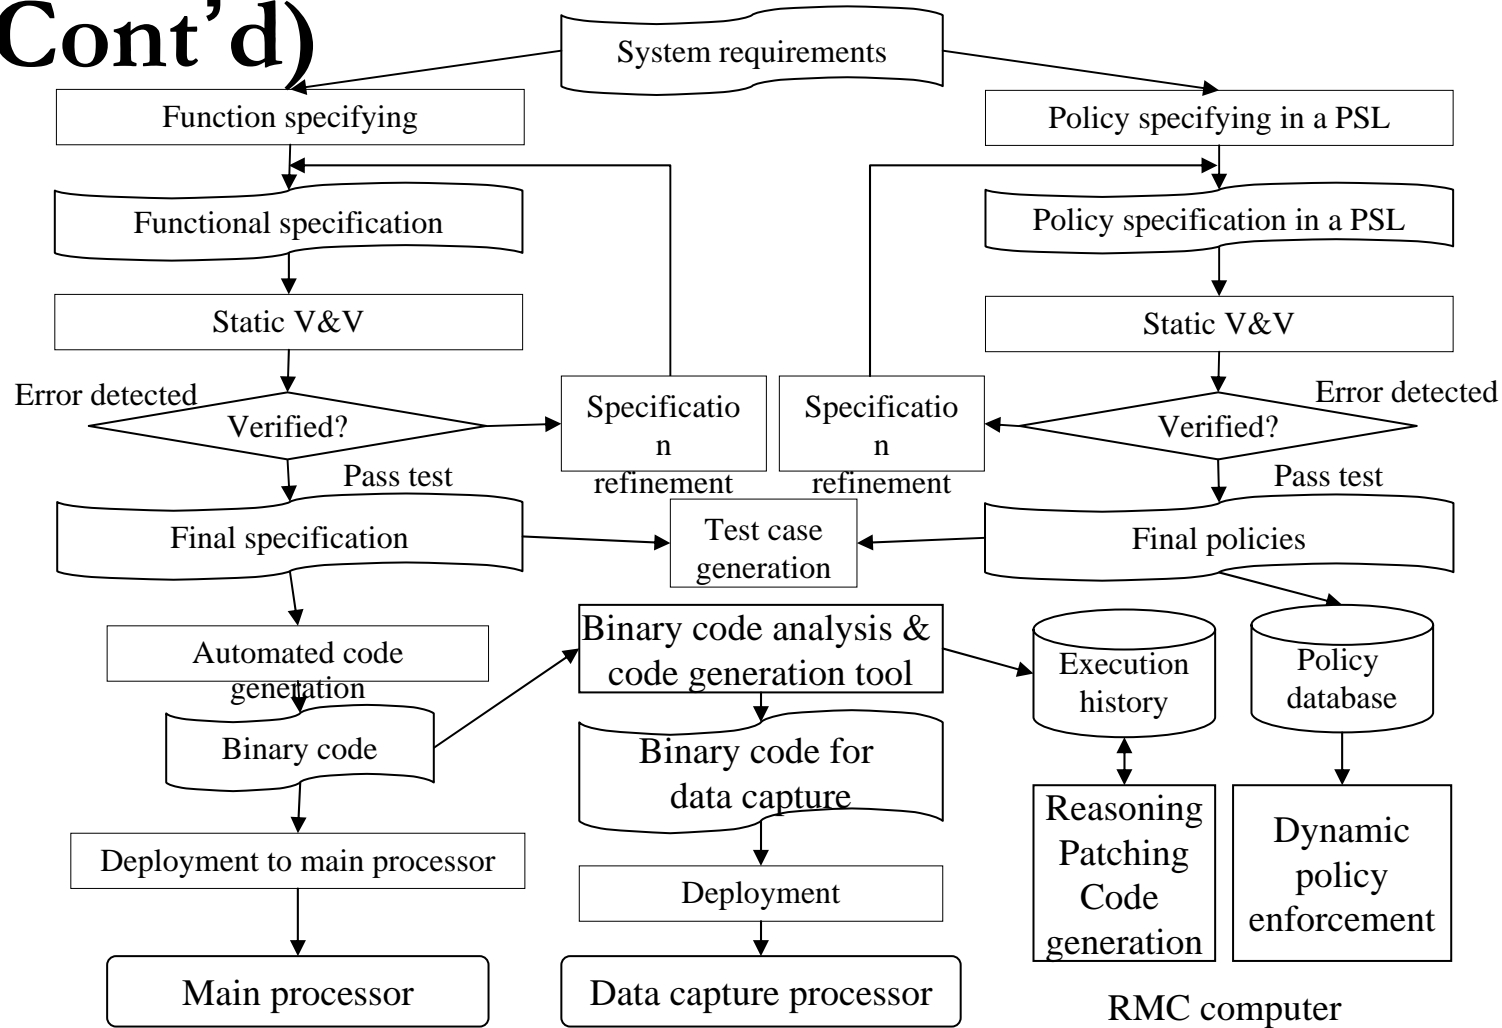 Cont’d)
System requirements
Function specifying
Policy specifying in a PSL
Functional specification
Policy specification in a PSL
Static V&V
Static V&V
Error detected
Verified?
Specificatio
n
refinement
Specificatio
n
refinement
Error detected
Verified?
Pass test
Pass test
Final specification
Test case
generation
Final policies
Automated code
generation
Binary code analysis &
code generation tool
Execution
history
Policy
database
Binary code
Binary code for
data capture
Reasoning
Patching
Code
generation
Dynamic
policy
enforcement
Deployment to main processor
Deployment
Main processor
Data capture processor
RMC computer